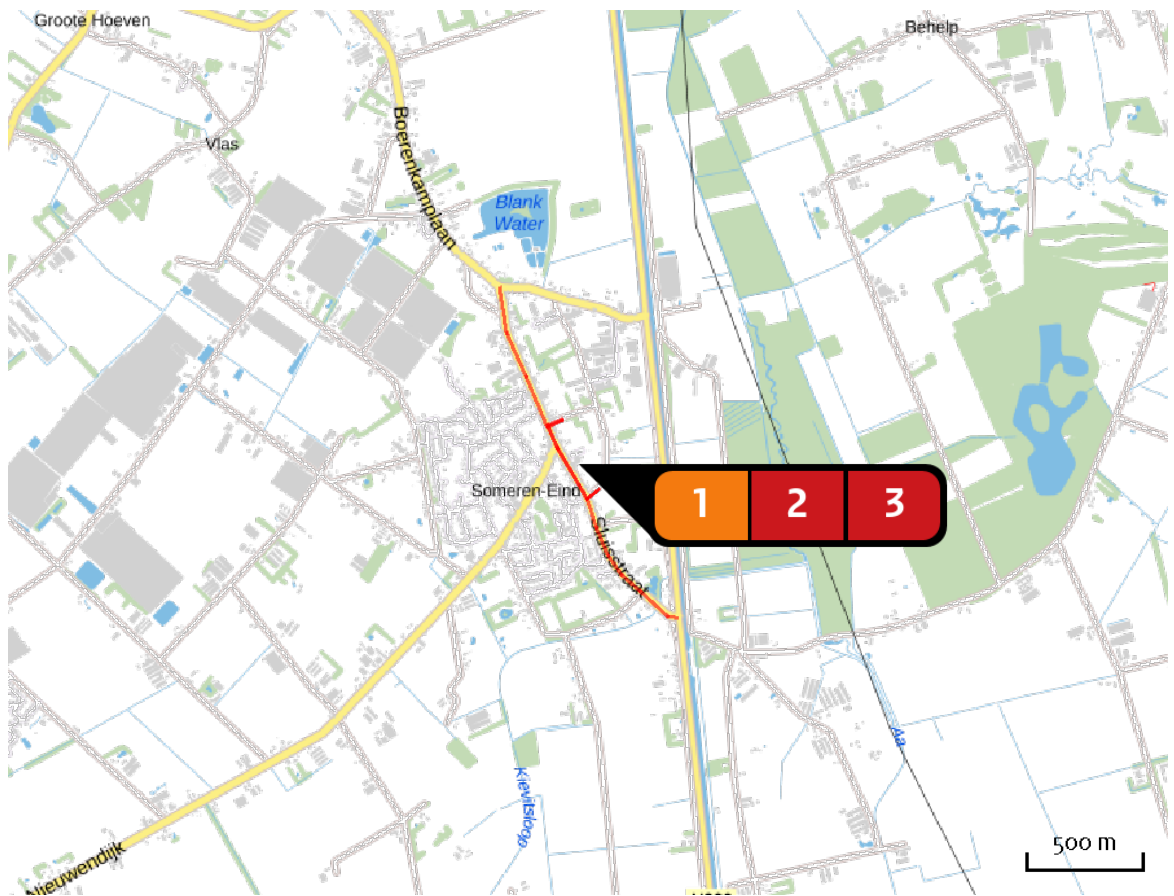 Groote Hoeven
Behelp
Boerenkamplaan
Vlas
Blank
Water
Someren-Eind
1 2 3
Sluisstraat
Aa
Kievitsloop
500 m
Nieuwendijk